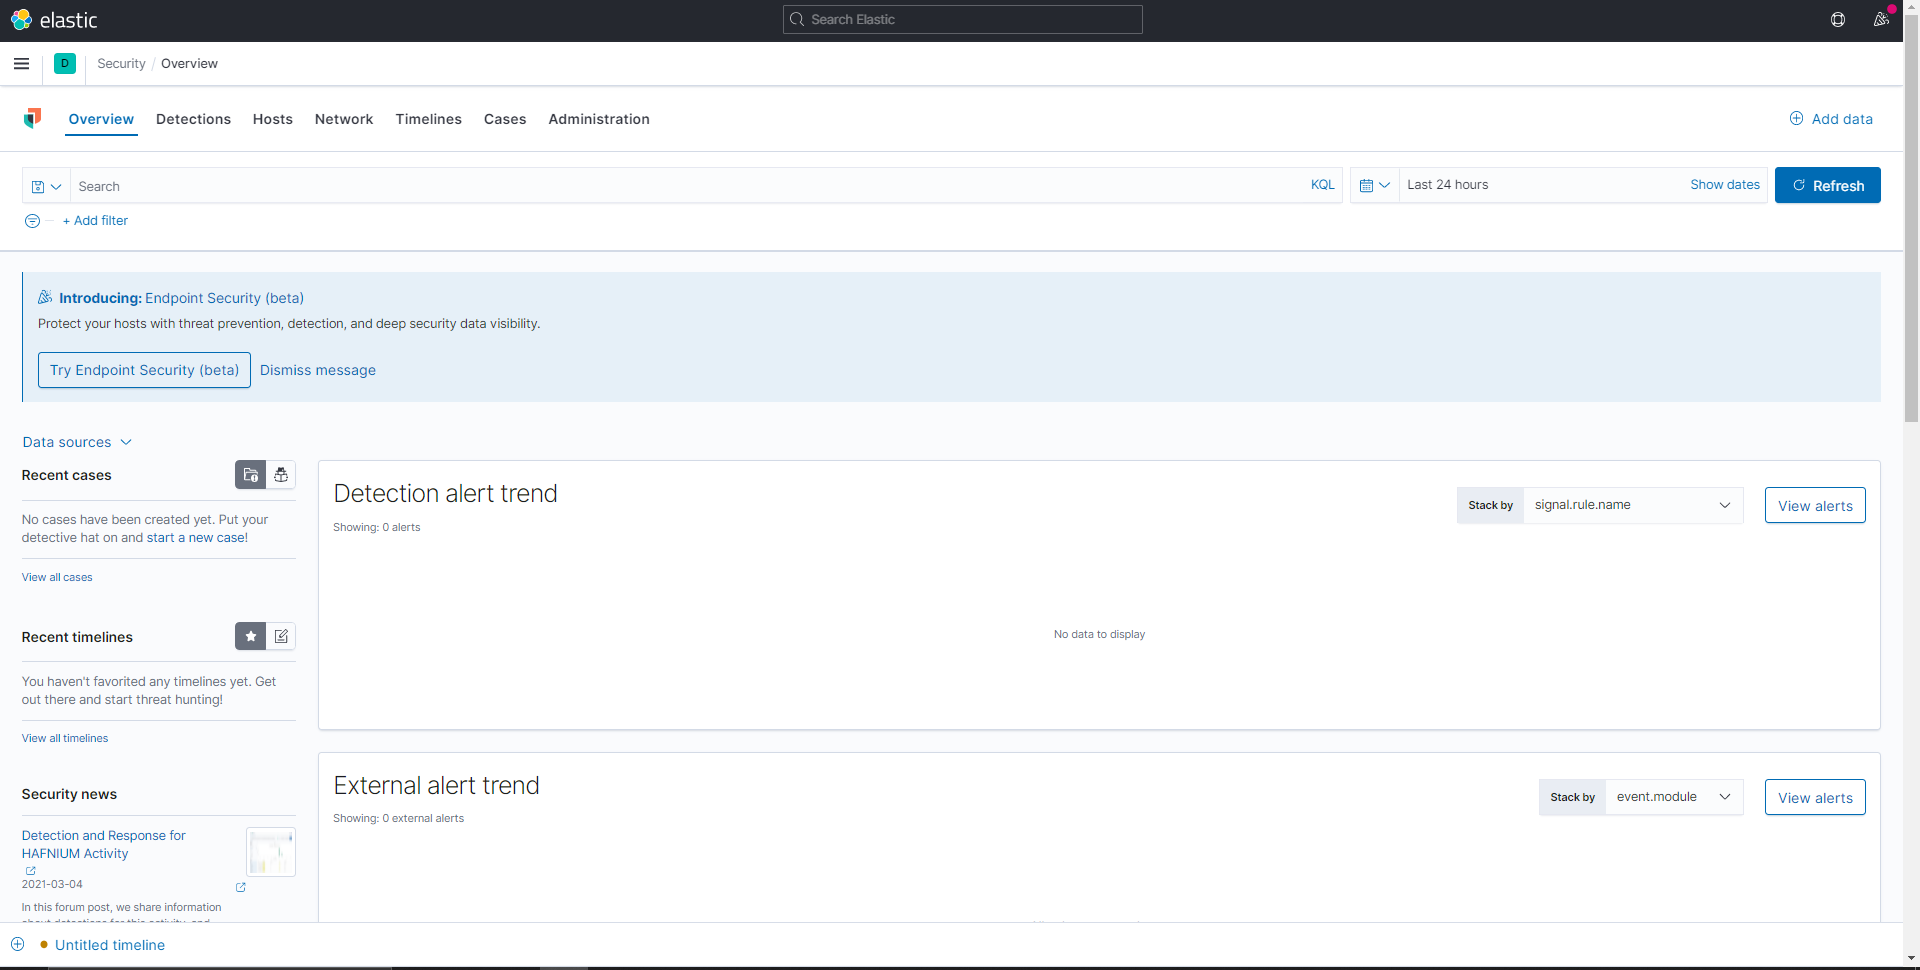 elastic
Search Elastic
D
Security / Overview
Overview
Detections
Hosts
Network
Timelines
Cases
Administration
Add data
Search
KQL
Last 24 hours
Show dates
Refresh
+ Add filter
Introducing: Endpoint Security (beta)
Protect your hosts with threat prevention, detection, and deep security data visibility.
Try Endpoint Security (beta)
Dismiss message
Data sources
Recent cases
No cases have been created yet. Put your
detective hat on and start a new case!
View all cases
Recent timelines
You haven't favorited any timelines yet. Get
out there and start threat hunting!
View all timelines
Security news
Detection and Response for
HAFNIUM Activity
2021-03-04
In this forum post, we share information
about detections for this activity, and
Detection alert trend
Showing: 0 alerts
Stack by
signal.rule.name
View alerts
No data to display
External alert trend
Showing: 0 external alerts
Stack by
event.module
View alerts
Untitled timeline